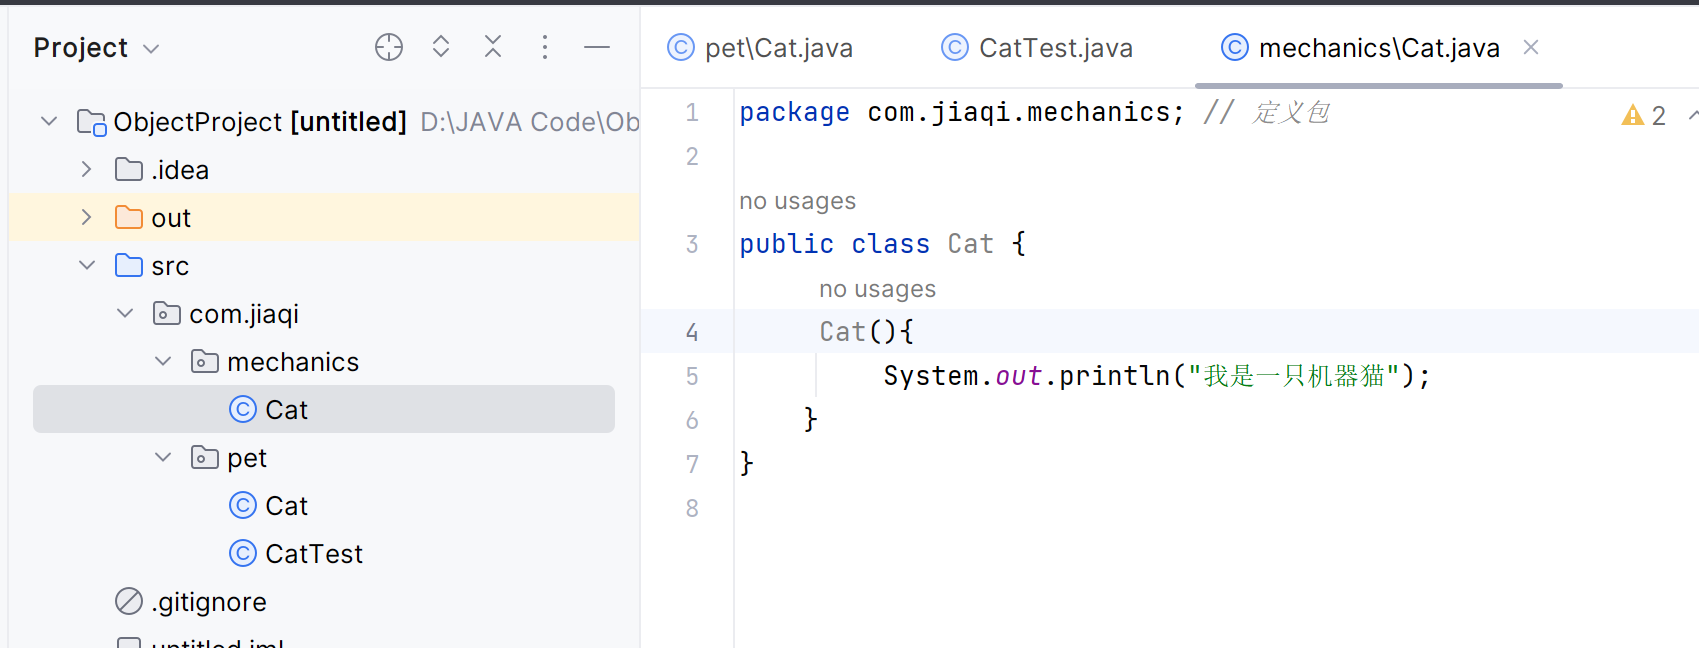 Project
ObjectProject [untitled] D:\JAVA Code\Ob
.idea
out
src
com.jiaqi
mechanics
Cat
pet
Cat
CatTest
.gitignore
untitled.iml
pet\Cat.java CatTest.java mechanics\Cat.java
1 package com.jiaqi.mechanics; // 定义包
2
2
no usages
3 public class Cat {
no usages
4 Cat(){
5 System.out.println("我是一只机器猫");
6 }
7 }
8